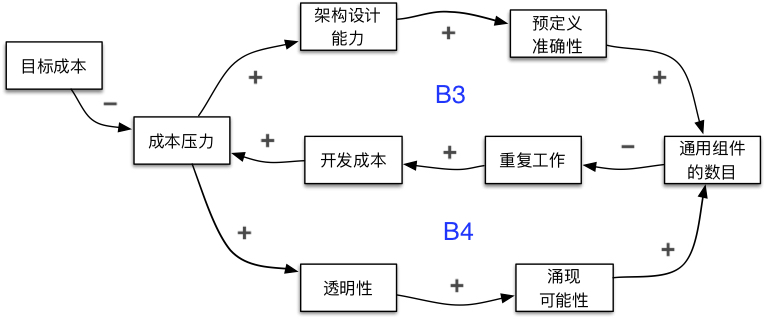 架构设计
能力
+
预定义
准确性
目标成本
−
+
+
B3
成本压力
+
开发成本
+
重复工作
−
通用组件
的数目
+
B4
+
透明性
+
涌现
可能性